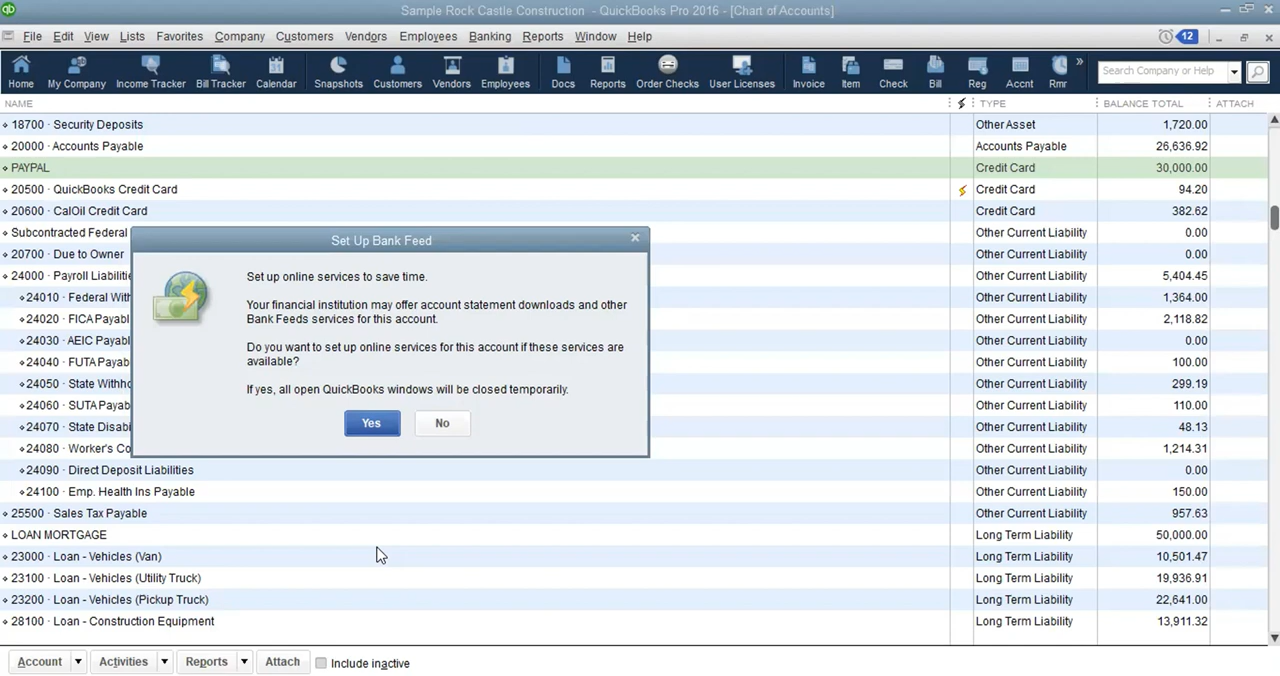 Sample Rock Castle Construction - QuickBooks Pro 2016 - [Chart of Accounts]
File Edit View Lists Favorites Company Customers Vendors Employees Banking Reports Window Help 12
Home My Company Income Tracker Bill Tracker Calendar Snapshots Customers Vendors Employees Docs Reports Order Checks User Licenses Invoice Item Check Bill Reg Accnt Rmr » Search Company or Help
NAME TYPE BALANCE TOTAL ATTACH
18700 · Security Deposits Other Asset 1,720.00
20000 · Accounts Payable Accounts Payable 26,636.92
PAYPAL Credit Card 30,000.00
20500 · QuickBooks Credit Card Credit Card 94.20
20600 · CalOil Credit Card Credit Card 382.62
Subcontracted Federal Other Current Liability 0.00
20700 · Due to Owner Other Current Liability 0.00
24000 · Payroll Liabilitie Other Current Liability 5,404.45
24010 · Federal With Other Current Liability 1,364.00
24020 · FICA Payabl Other Current Liability 2,118.82
24030 · AEIC Payabl Other Current Liability 0.00
24040 · FUTA Payab Other Current Liability 100.00
24050 · State Withho Other Current Liability 299.19
24060 · SUTA Payab Other Current Liability 110.00
24070 · State Disabi Other Current Liability 48.13
24080 · Worker's Co Other Current Liability 1,214.31
24090 · Direct Deposit Liabilities Other Current Liability 0.00
24100 · Emp. Health Ins Payable Other Current Liability 150.00
25500 · Sales Tax Payable Other Current Liability 957.63
LOAN MORTGAGE Long Term Liability 50,000.00
23000 · Loan - Vehicles (Van) Long Term Liability 10,501.47
23100 · Loan - Vehicles (Utility Truck) Long Term Liability 19,936.91
23200 · Loan - Vehicles (Pickup Truck) Long Term Liability 22,641.00
28100 · Loan - Construction Equipment Long Term Liability 13,911.32
Set Up Bank Feed
Set up online services to save time.
Your financial institution may offer account statement downloads and other
Bank Feeds services for this account.
Do you want to set up online services for this account if these services are
available?
If yes, all open QuickBooks windows will be closed temporarily.
Yes No
Account Activities Reports Attach Include inactive